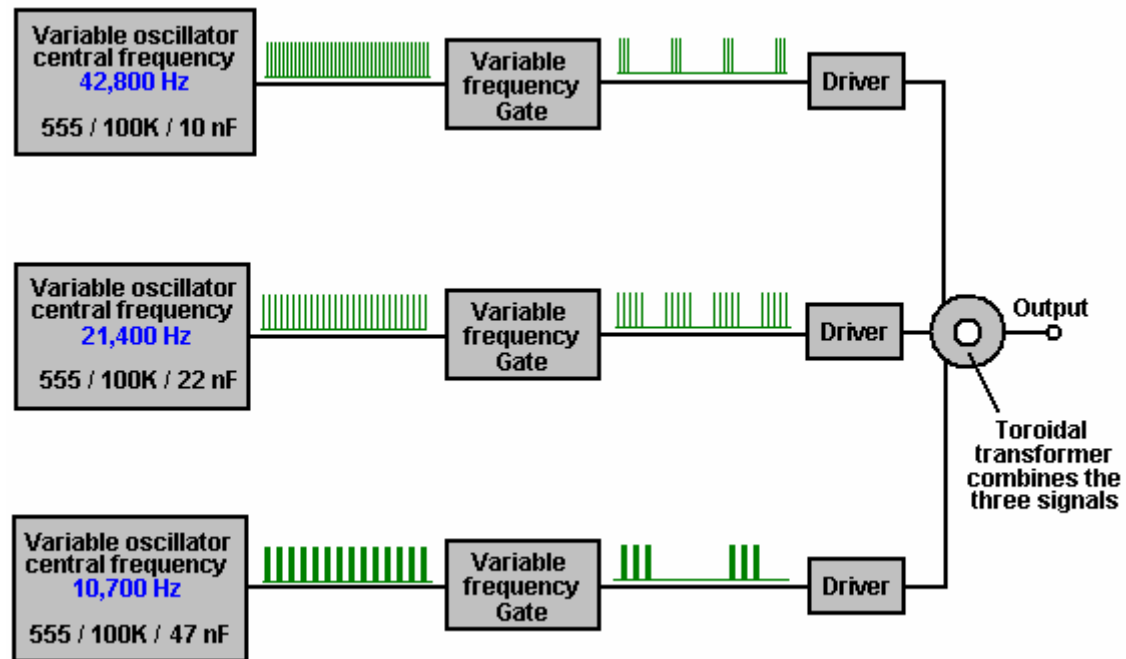 Variable oscillator
central frequency
42,800 Hz
555 / 100K / 10 nF
Variable
frequency
Gate
Driver
Variable oscillator
central frequency
21,400 Hz
555 / 100K / 22 nF
Variable
frequency
Gate
Driver
Output
Toroidal
transformer
combines the
three signals
Variable oscillator
central frequency
10,700 Hz
555 / 100K / 47 nF
Variable
frequency
Gate
Driver